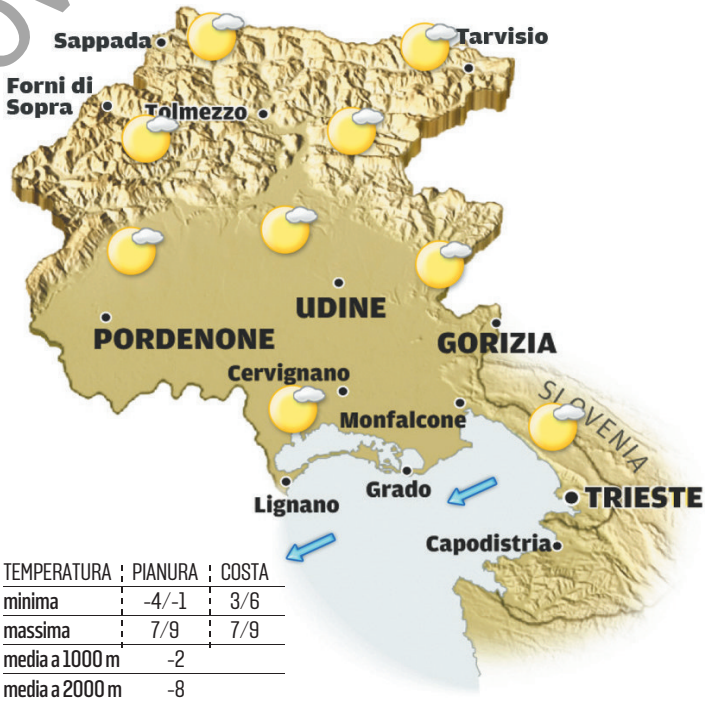 Sappada
Tarvisio
Forni di
Sopra
Tolmezzo
UDINE
PORDENONE
GORIZIA
Cervignano
SLOVENIA
Monfalcone
Lignano
Grado
TRIESTE
Capodistria
TEMPERATURA PIANURA COSTA
minima -4/-1 3/6
massima 7/9 7/9
media a 1000 m -2
media a 2000 m -8